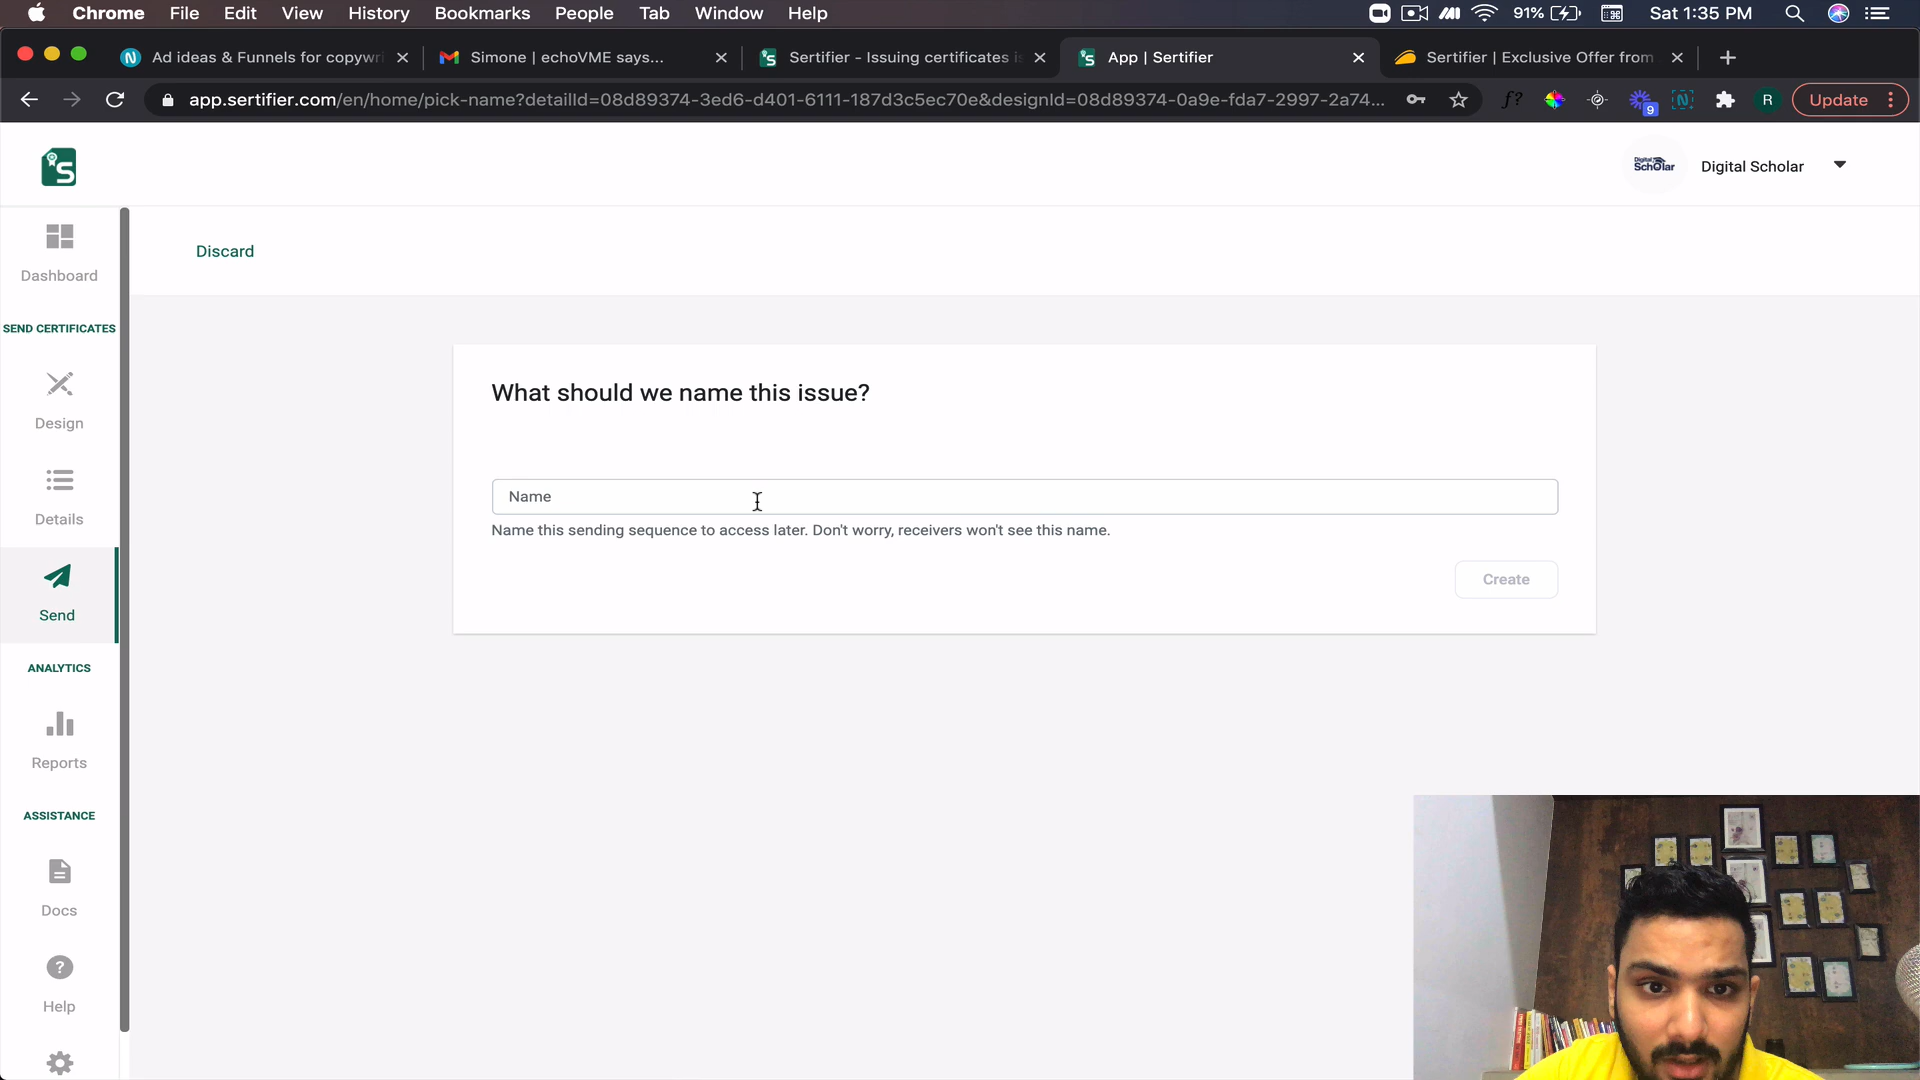 Chrome File Edit View History Bookmarks People Tab Window Help 91% Sat 1:35 PM
Ad ideas & Funnels for copywri
Simone | echoVME says...
Sertifier - Issuing certificates is
App | Sertifier
Sertifier | Exclusive Offer from
app.sertifier.com/en/home/pick-name?detailId=08d89374-3ed6-d401-6111-187d3c5ec70e&designId=08d89374-0a9e-fda7-2997-2a74...
f?
9
R
Update
S
Digital
SchOlar
Digital Scholar
Dashboard
Discard
SEND CERTIFICATES
Design
Details
Send
ANALYTICS
Reports
ASSISTANCE
Docs
Help
What should we name this issue?
Name
Name this sending sequence to access later. Don't worry, receivers won't see this name.
Create